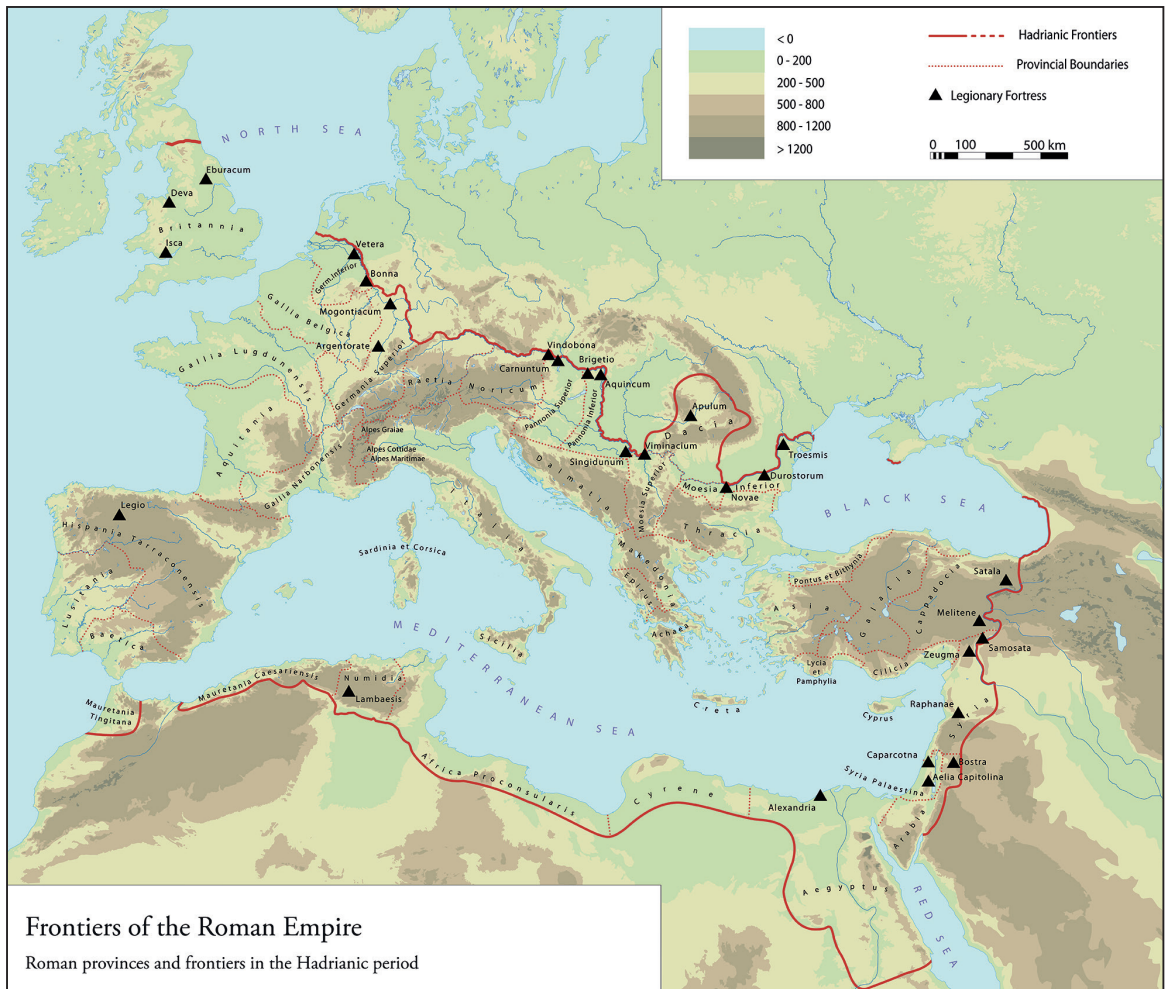 < 0
0 - 200
200 - 500
500 - 800
800 - 1200
> 1200
Hadrianic Frontiers
Provincial Boundaries
Legionary Fortress
0 100 500 km
NORTH SEA
Eburacum
Deva
Britannia
Isca
Vetera
Germ.Inferior
Bonna
Gallia Belgica
Mogontiacum
Argentorate
Gallia Lugdunensis
Germania Superior
Raetia
Noricum
Vindobona
Carnuntum
Brigetio
Aquincum
Pannonia Superior
Pannonia Inferior
Aquitania
Alpes Graiae
Alpes Cottidae
Alpes Maritimae
Gallia Narbonensis
Apulum
Dacia
Viminacium
Singidunum
Troesmis
Durostorum
Moesia Inferior
Novae
Moesia Superior
Dalmatia
Italia
Thracia
BLACK SEA
Legio
Hispania Tarraconensis
Lusitania
Baetica
Sardinia et Corsica
Makedonia
Epirus
Achaea
Pontus et Bithynia
Asia
Galatia
Cappadocia
Satala
Melitene
Samosata
Zeugma
Lycia
et
Pamphylia
Cilicia
MEDITERRANEAN SEA
Sicilia
Mauretania Caesariensis
Numidia
Lambaesis
Mauretania
Tingitana
Creta
Cyprus
Raphanae
Syria
Caparcotna
Bostra
Syria Palaestina
Aelia Capitolina
Africa Proconsularis
Cyrene
Alexandria
Arabia
Aegyptus
RED SEA
Frontiers of the Roman Empire
Roman provinces and frontiers in the Hadrianic period